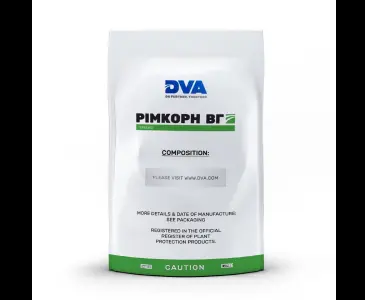 DVA
РІМКОРН ВГ
COMPOSITION:
PLEASE VISIT WWW.DVA.COM
MORE DETAILS & DATE OF MANUFACTURE:
SEE PACKAGING
REGISTERED IN THE OFFICIAL
REGISTER OF PLANT
PROTECTION PRODUCTS.
CAUTION